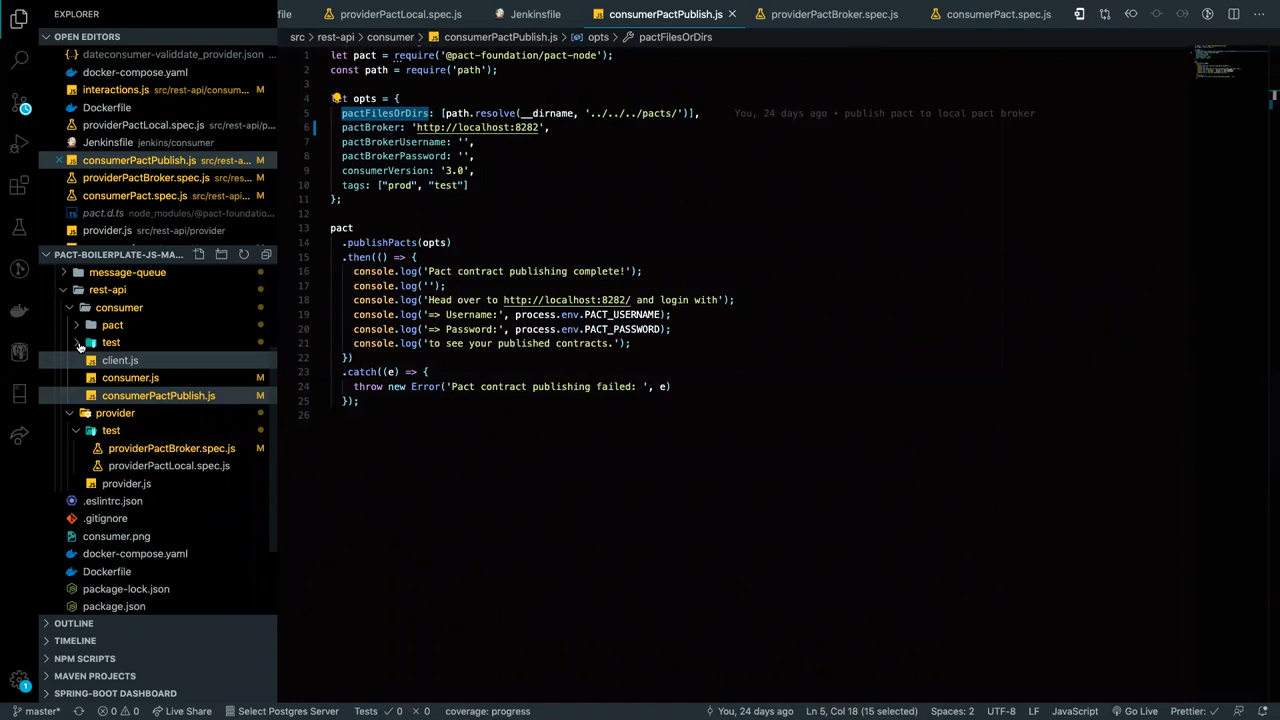 EXPLORER
file
providerPactLocal.spec.js
Jenkinsfile
consumerPactPublish.js
providerPactBroker.spec.js
consumerPact.spec.js
OPEN EDITORS
src > rest-api > consumer > consumerPactPublish.js > opts > pactFilesOrDirs
dateconsumer-validdate_provider.json
docker-compose.yaml
interactions.js src/rest-api/consum... M
Dockerfile
providerPactLocal.spec.js src/rest-api/p...
Jenkinsfile jenkins/consumer
consumerPactPublish.js src/rest-a... M
providerPactBroker.spec.js src/res... M
consumerPact.spec.js src/rest-api... M
pact.d.ts node_modules/@pact-foundatio...
provider.js src/rest-api/provider
PACT-BOILERPLATE-JS-MA...
message-queue
rest-api
consumer
pact
test
client.js
consumer.js M
consumerPactPublish.js M
provider
test
providerPactBroker.spec.js M
providerPactLocal.spec.js
provider.js
.eslintrc.json
.gitignore
consumer.png
docker-compose.yaml
Dockerfile
package-lock.json
package.json
OUTLINE
TIMELINE
NPM SCRIPTS
MAVEN PROJECTS
SPRING-BOOT DASHBOARD
1 let pact = require('@pact-foundation/pact-node');
2 const path = require('path');
3
4 let opts = {
5 pactFilesOrDirs: [path.resolve(__dirname, '../../../pacts/')], You, 24 days ago • publish pact to local pact broker
6 pactBroker: 'http://localhost:8282',
7 pactBrokerUsername: '',
8 pactBrokerPassword: '',
9 consumerVersion: '3.0',
10 tags: ["prod", "test"]
11 };
12
13 pact
14 .publishPacts(opts)
15 .then(() => {
16 console.log('Pact contract publishing complete!');
17 console.log('');
18 console.log('Head over to http://localhost:8282/ and login with');
19 console.log('=> Username:', process.env.PACT_USERNAME);
20 console.log('=> Password:', process.env.PACT_PASSWORD);
21 console.log('to see your published contracts.');
22 })
23 .catch((e) => {
24 throw new Error('Pact contract publishing failed: ', e)
25 });
26
1
1
master* 0 0 Live Share Select Postgres Server Tests ✓ 0 × 0 coverage: progress You, 24 days ago Ln 5, Col 18 (15 selected) Spaces: 2 UTF-8 LF JavaScript Go Live Prettier: ✓